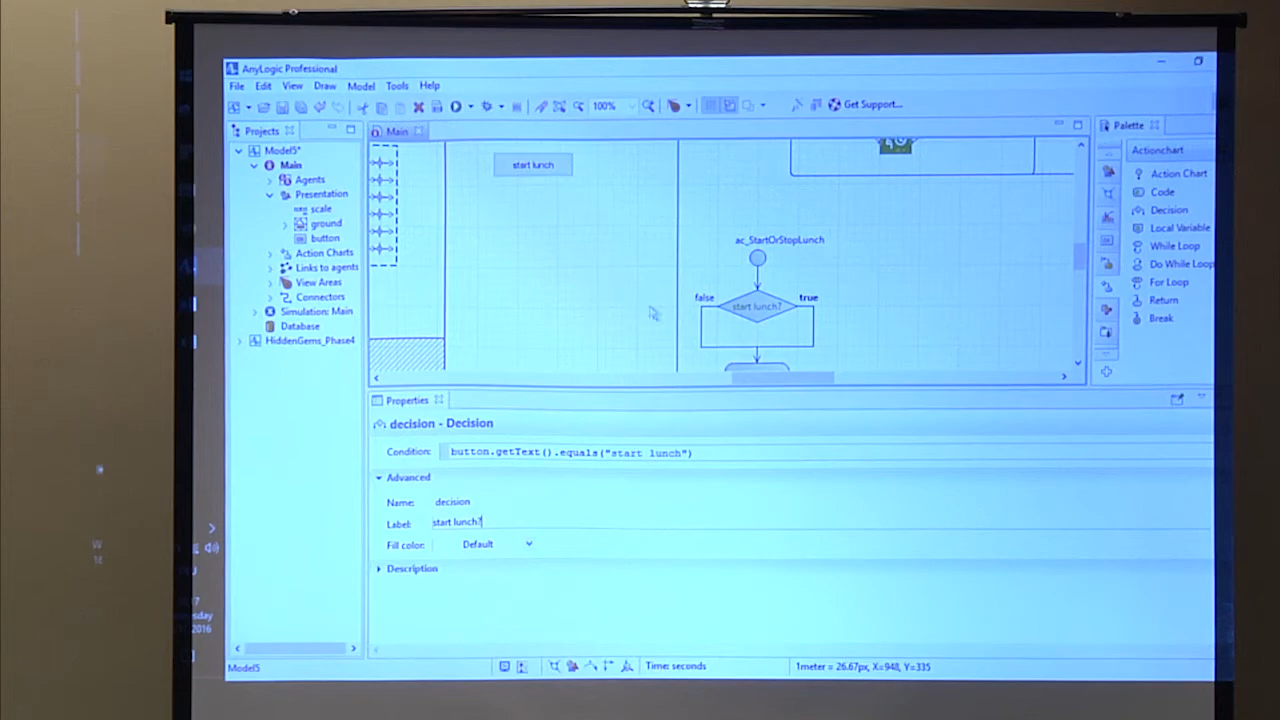 AnyLogic Professional
File Edit View Draw Model Tools Help
100% Get Support...
Projects
Main
Palette
Model5*
Main
Agents
Presentation
scale
ground
button
Action Charts
Links to agents
View Areas
Connectors
Simulation: Main
Database
HiddenGems_Phase4
start lunch
ac_StartOrStopLunch
false
start lunch?
true
Actionchart
Action Chart
Code
Decision
Local Variable
While Loop
Do While Loop
For Loop
Return
Break
Properties
decision - Decision
Condition: button.getText().equals("start lunch")
Advanced
Name: decision
Label: start lunch?
Fill color: Default
Description
Model5
Time: seconds
1meter = 26.67px, X=948, Y=335
2016